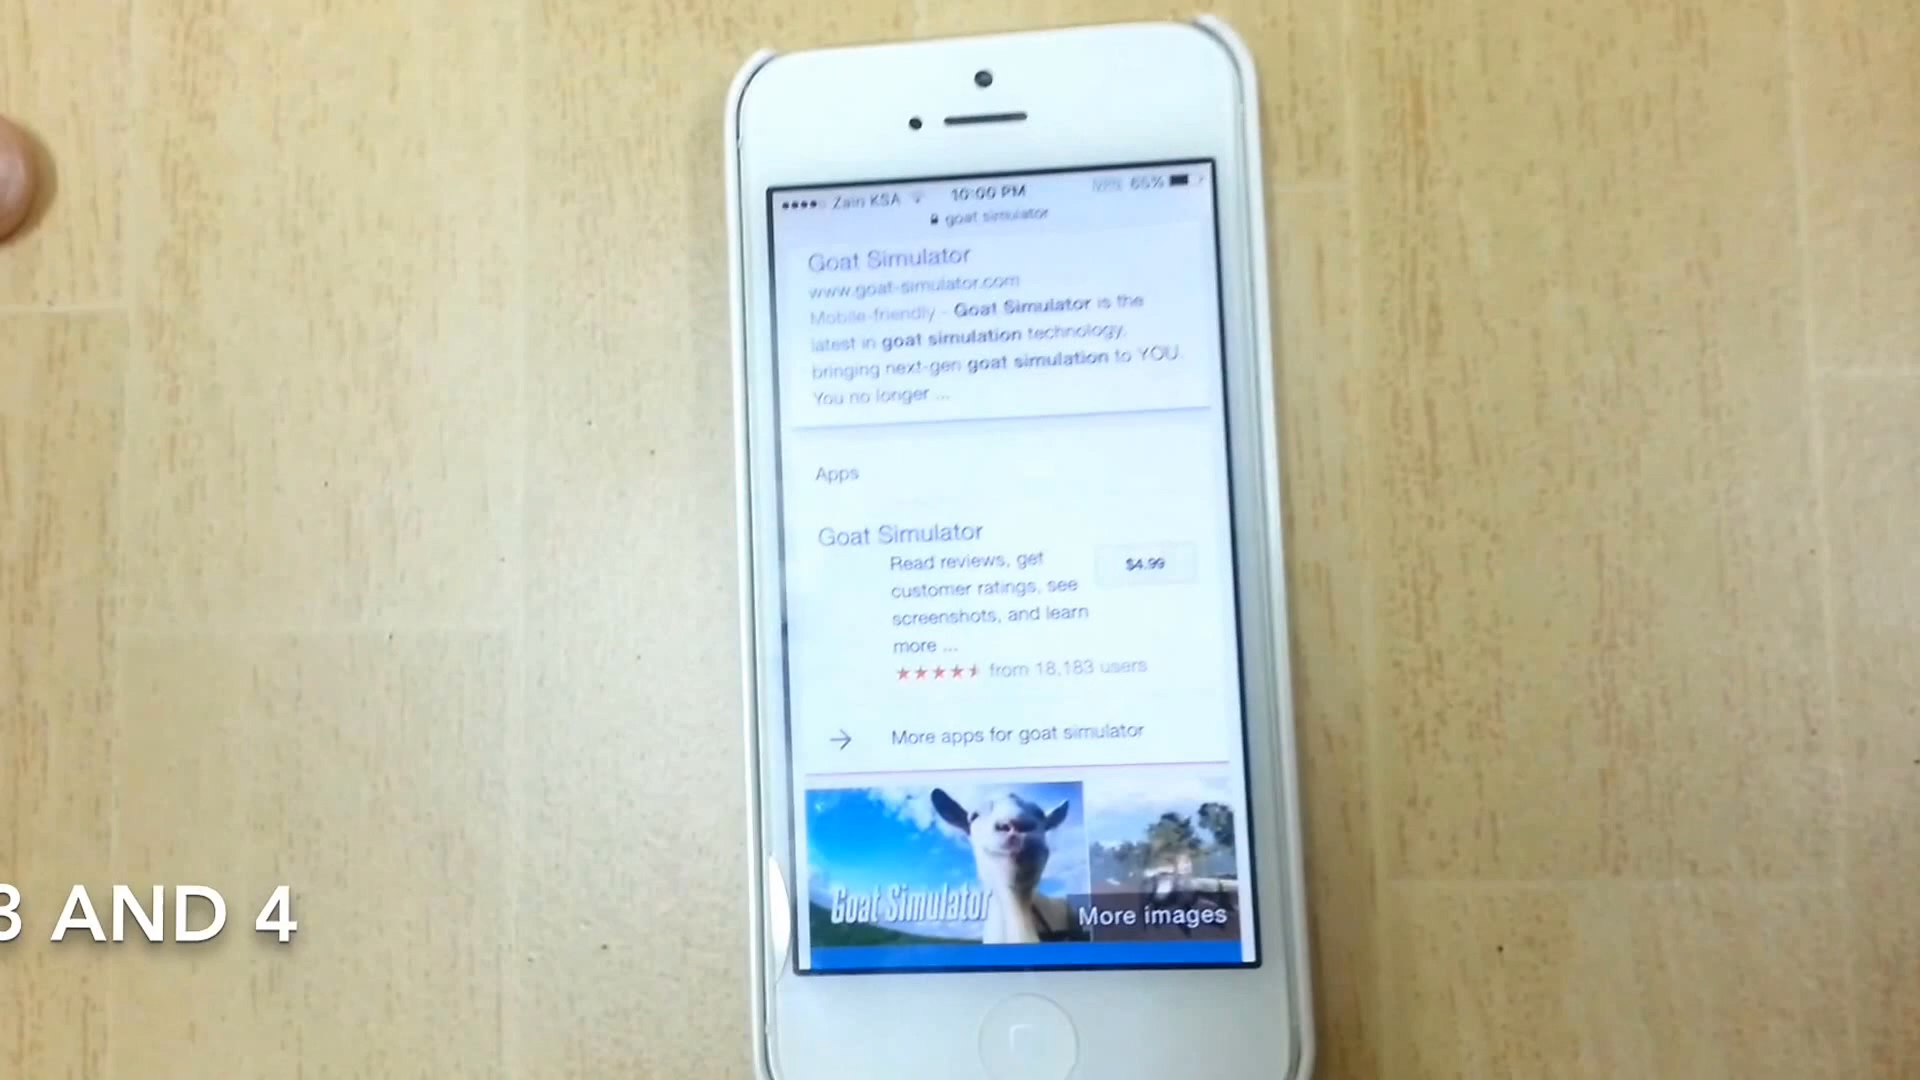 Zain KSA 10:00 PM VPN 65%
goat simulator
Goat Simulator
www.goat-simulator.com
Mobile-friendly - Goat Simulator is the
latest in goat simulation technology,
bringing next-gen goat simulation to YOU.
You no longer ...
Apps
Goat Simulator
Read reviews, get
$4.99
customer ratings, see
screenshots, and learn
more ...
from 18,183 users
More apps for goat simulator
Goat Simulator
More images
3 AND 4